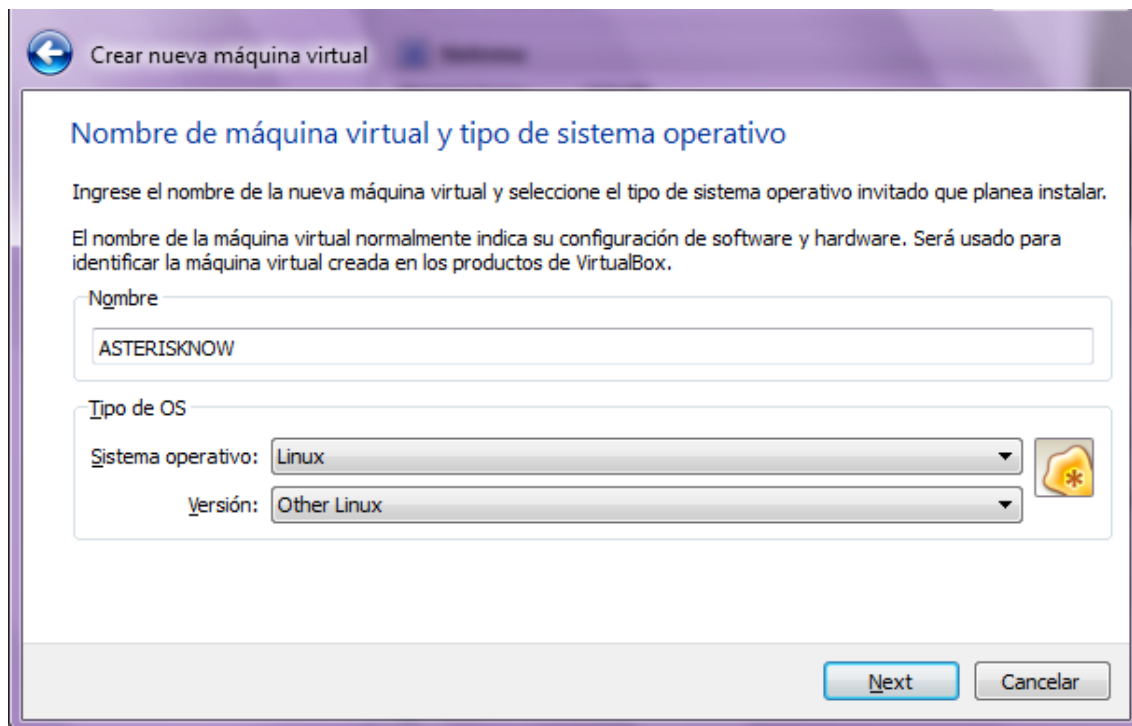 Crear nueva máquina virtual
Nombre de máquina virtual y tipo de sistema operativo
Ingrese el nombre de la nueva máquina virtual y seleccione el tipo de sistema operativo invitado que planea instalar.
El nombre de la máquina virtual normalmente indica su configuración de software y hardware. Será usado para
identificar la máquina virtual creada en los productos de VirtualBox.
Nombre
ASTERISKNOW
Tipo de OS
Sistema operativo: Linux
Versión: Other Linux
Next Cancelar